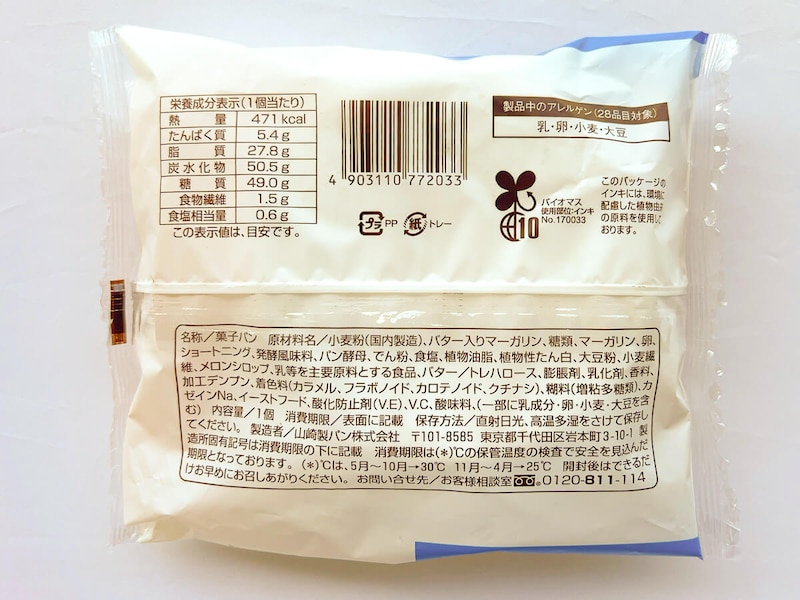 栄養成分表示(1個当たり)
熱量 471kcal
たんぱく質 5.4g
脂質 27.8g
炭水化物 50.5g
糖質 49.0g
食物繊維 1.5g
食塩相当量 0.6g
この表示値は、目安です。
4 903110 772033
プラ PP 紙 トレー
製品中のアレルゲン(28品目対象)
乳・卵・小麦・大豆
バイオマス
使用部位:インキ
No.170033
10
このパッケージの
インキには、環境に
配慮した植物由来
の原料を使用して
おります。
名称/菓子パン 原材料名/小麦粉(国内製造)、バター入りマーガリン、糖類、マーガリン、卵、
ショートニング、発酵風味料、パン酵母、でん粉、食塩、植物油脂、植物性たん白、大豆粉、小麦繊
維、メロンシロップ、乳等を主要原料とする食品、バター/トレハロース、膨脹剤、乳化剤、香料、
加工デンプン、着色料(カラメル、フラボノイド、カロテノイド、クチナシ)、糊料(増粘多糖類)、カ
ゼインNa、イーストフード、酸化防止剤(V.E)、V.C、酸味料、(一部に乳成分・卵・小麦・大豆を含
む) 内容量/1個 消費期限/表面に記載 保存方法/直射日光、高温多湿をさけて保存し
てください。 製造者/山崎製パン株式会社 〒101-8585 東京都千代田区岩本町3-10-1 製
造所固有記号は消費期限の下に記載 消費期限は(*)℃の保管温度の検査で安全を見込んだ
期限となっております。 (*)℃は、5月~10月→30℃ 11月~4月→25℃ 開封後はできるだ
けお早めにお召しあがりください。 お問い合せ先/お客様相談室 0120-811-114